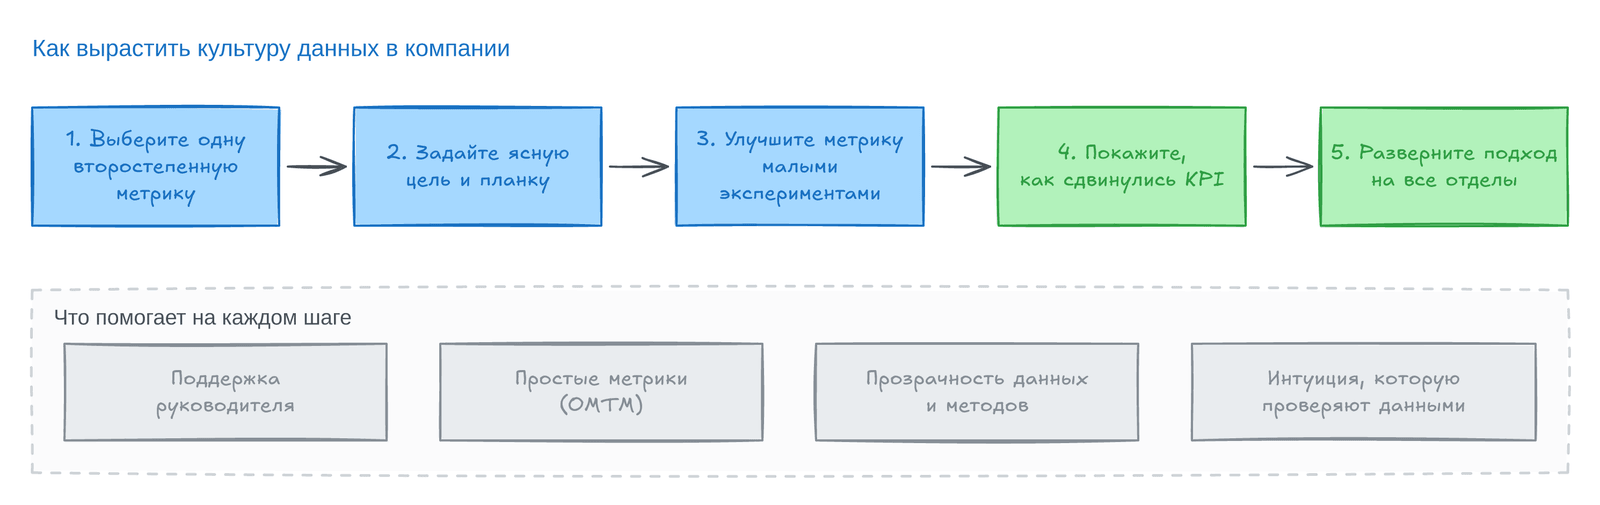 Как вырастить культуру данных в компании
1. Выберите одну
второстепенную
метрику
2. Задайте ясную
цель и планку
3. Улучшите метрику
малыми
экспериментами
4. Покажите,
как сдвинулись KPI
5. Разверните подход
на все отделы
Что помогает на каждом шаге
Поддержка
руководителя
Простые метрики
(OMTM)
Прозрачность данных
и методов
Интуиция, которую
проверяют данными